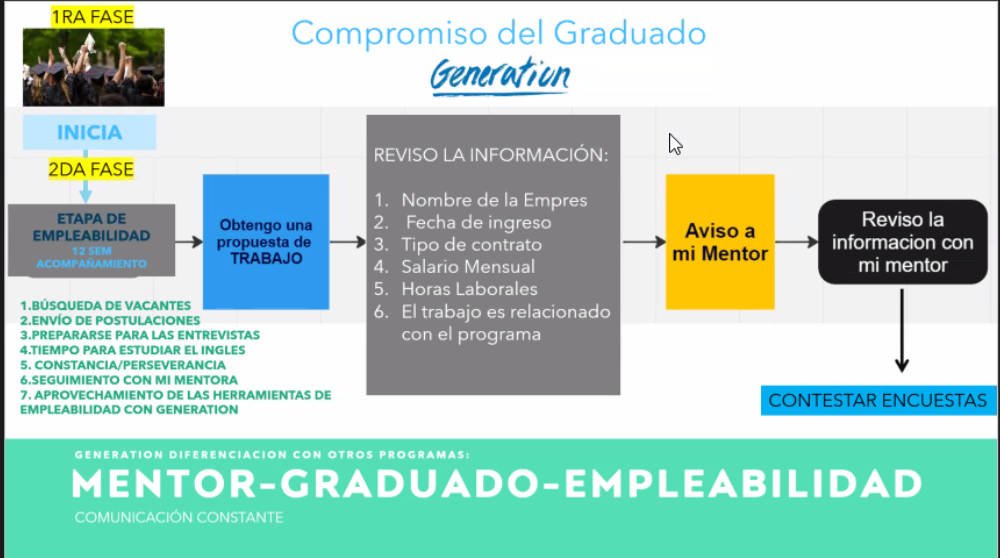 1RA FASE
Compromiso del Graduado
Generation
INICIA
2DA FASE
ETAPA DE
EMPLEABILIDAD
12 SEM
ACOMPAÑAMIENTO
Obtengo una
propuesta de
TRABAJO
REVISO LA INFORMACIÓN:
1. Nombre de la Empres
2. Fecha de ingreso
3. Tipo de contrato
4. Salario Mensual
5. Horas Laborales
6. El trabajo es relacionado
con el programa
Aviso a
mi Mentor
Reviso la
informacion con
mi mentor
CONTESTAR ENCUESTAS
1.BÚSQUEDA DE VACANTES
2.ENVÍO DE POSTULACIONES
3.PREPARARSE PARA LAS ENTREVISTAS
4.TIEMPO PARA ESTUDIAR EL INGLES
5. CONSTANCIA/PERSEVERANCIA
6.SEGUIMIENTO CON MI MENTORA
7. APROVECHAMIENTO DE LAS HERRAMIENTAS DE
EMPLEABILIDAD CON GENERATION
GENERATION DIFERENCIACION CON OTROS PROGRAMAS:
MENTOR-GRADUADO-EMPLEABILIDAD
COMUNICACIÓN CONSTANTE